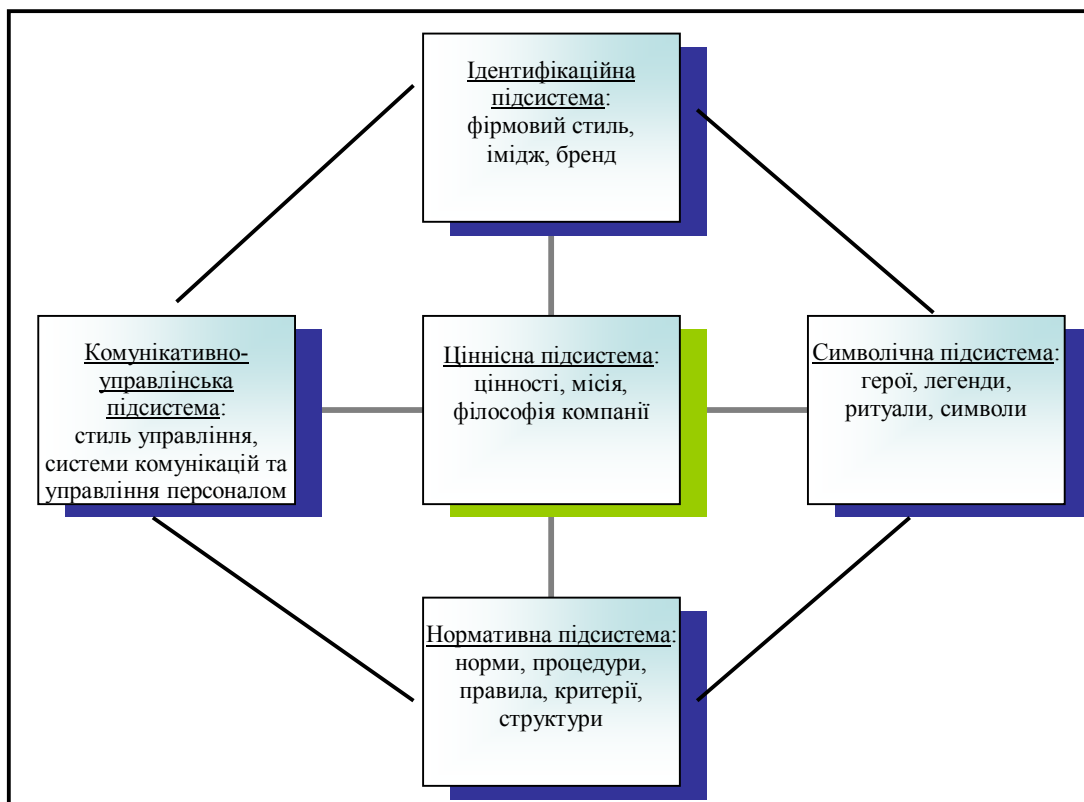 Ідентифікаційна
підсистема:
фірмовий стиль,
імідж, бренд
Комунікативно-
управлінська
підсистема:
стиль управління,
системи комунікацій та
управління персоналом
Ціннісна підсистема:
цінності, місія,
філософія компанії
Символічна підсистема:
герої, легенди,
ритуали, символи
Нормативна підсистема:
норми, процедури,
правила, критерії,
структури